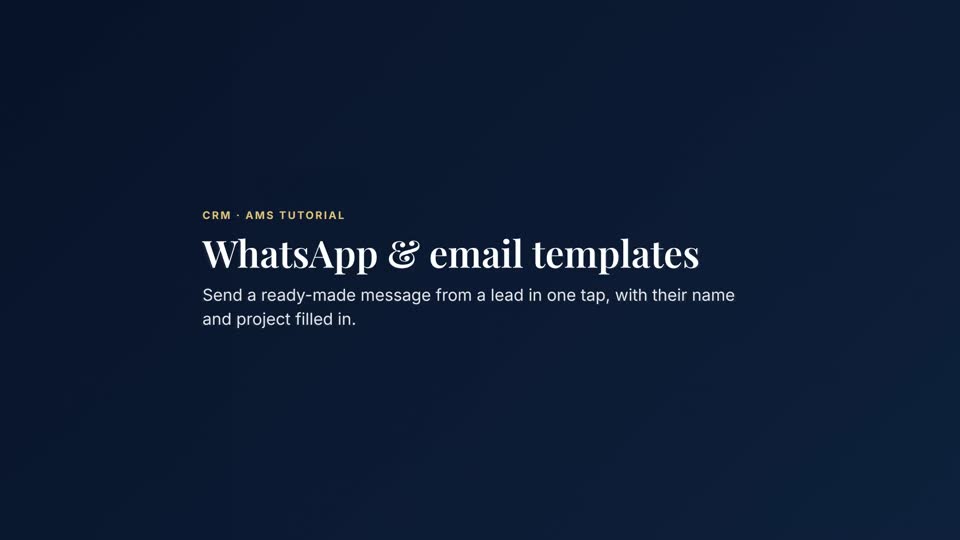 CRM · AMS TUTORIAL
WhatsApp & email templates
Send a ready-made message from a lead in one tap, with their name
and project filled in.